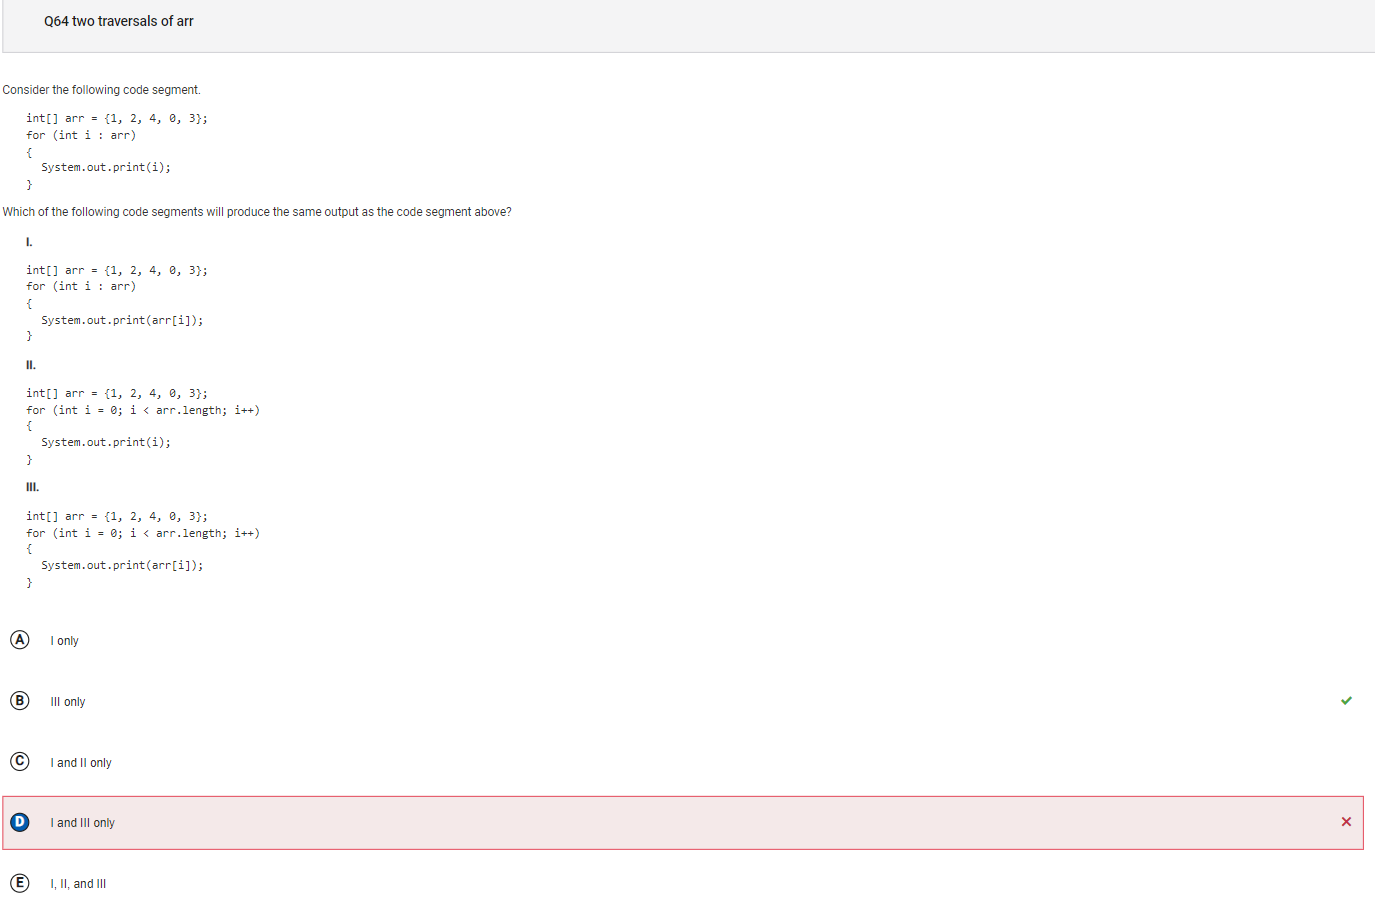 Q64 two traversals of arr
Consider the following code segment.
int[] arr = {1, 2, 4, 0, 3};
for (int i : arr)
{
System.out.print(i);
}
Which of the following code segments will produce the same output as the code segment above?
I.
int[] arr = {1, 2, 4, 0, 3};
for (int i : arr)
{
System.out.print(arr[i]);
}
II.
int[] arr = {1, 2, 4, 0, 3};
for (int i = 0; i < arr.length; i++)
{
System.out.print(i);
}
III.
int[] arr = {1, 2, 4, 0, 3};
for (int i = 0; i < arr.length; i++)
{
System.out.print(arr[i]);
}
A I only
B III only
C I and II only
D I and III only
E I, II, and III